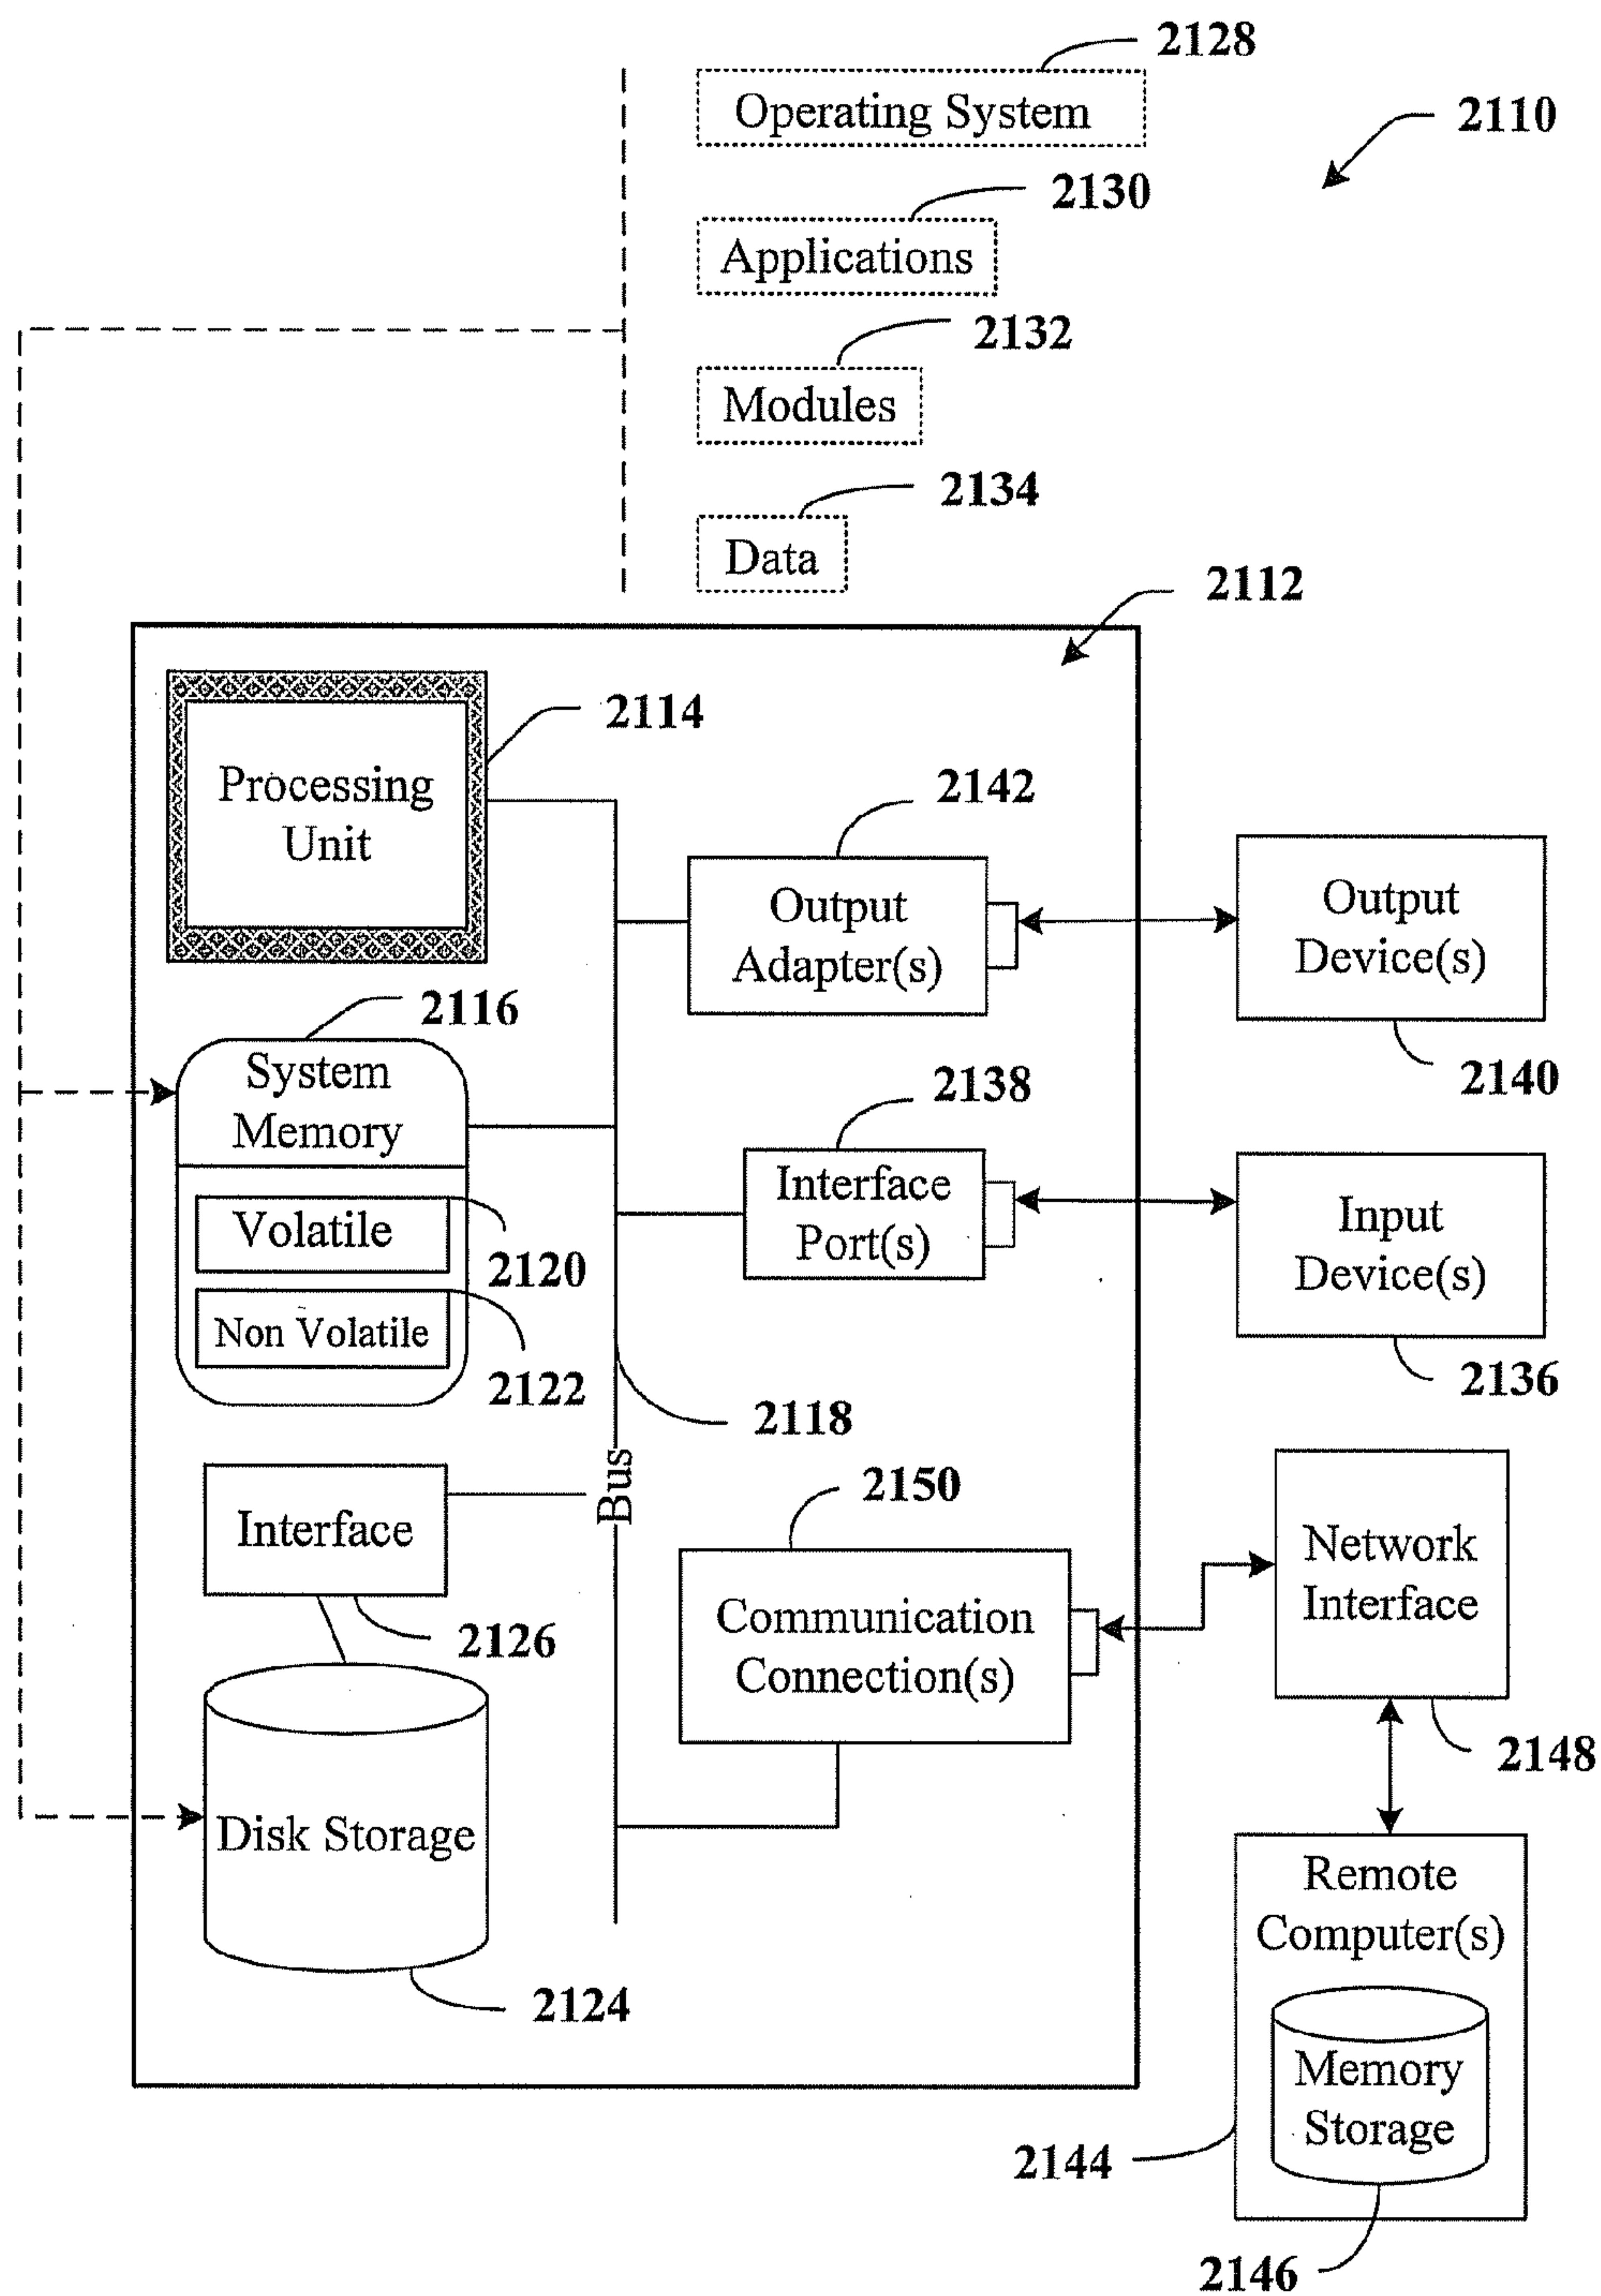 2128
Operating System
2110
2130
Applications
2132
Modules
2134
Data
2112
2114
Processing
Unit
2142
Output
Adapter(s)
Output
Device(s)
2140
2116
System
Memory
2138
Interface
Port(s)
Input
Device(s)
2136
Volatile
2120
Non Volatile
2122
2118
Bus
2150
Interface
2126
Communication
Connection(s)
Network
Interface
2148
Disk Storage
2124
Remote
Computer(s)
Memory
Storage
2144
2146